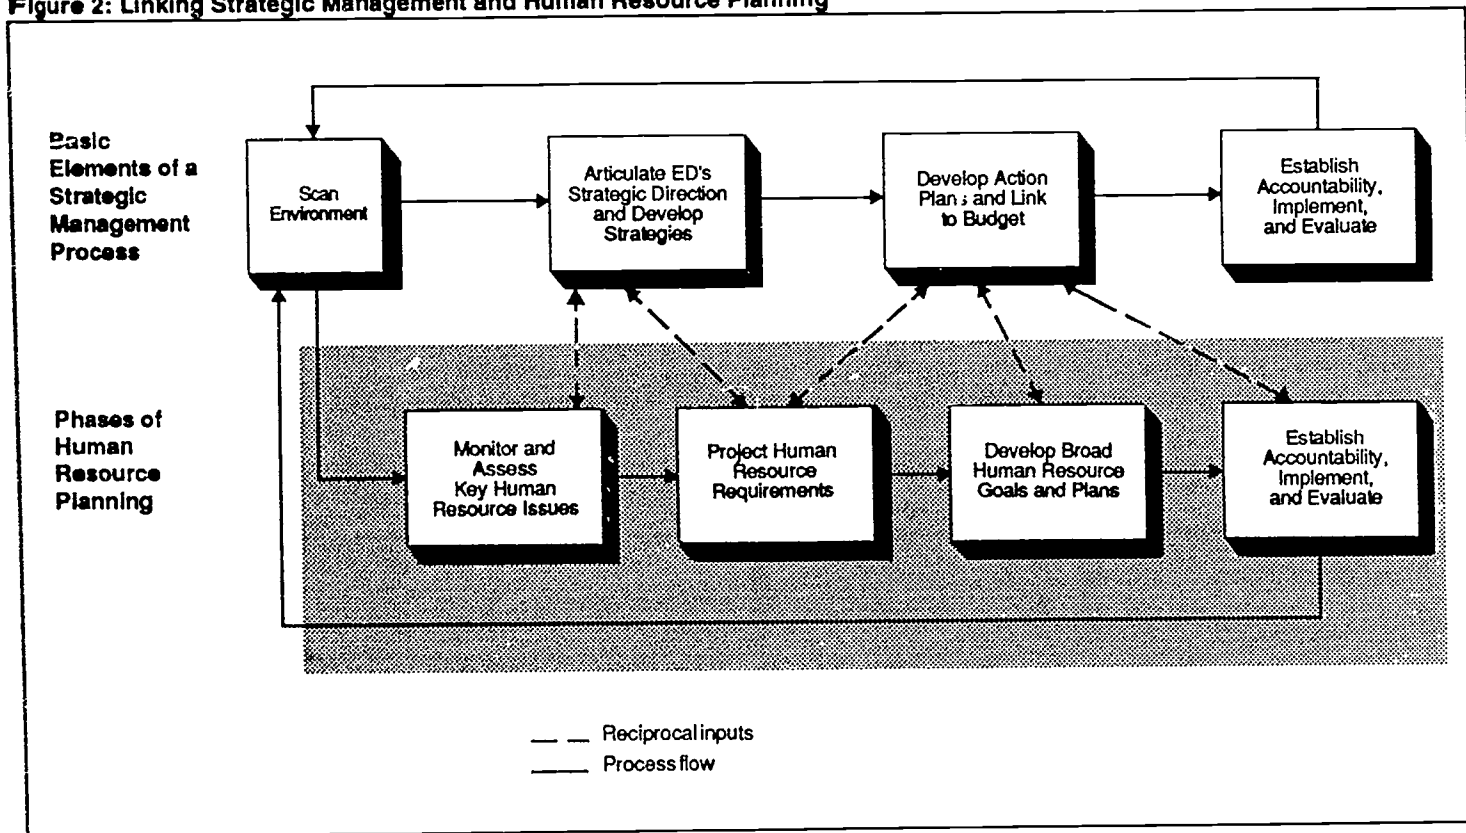 Figure 2: Linking Strategic Management and Human Resource Planning
Basic
Elements of a
Strategic
Management
Process
Scan
Environment
Articulate ED's
Strategic Direction
and Develop
Strategies
Develop Action
Plans and Link
to Budget
Establish
Accountability,
Implement,
and Evaluate
Phases of
Human
Resource
Planning
Monitor and
Assess
Key Human
Resource Issues
Project Human
Resource
Requirements
Develop Broad
Human Resource
Goals and Plans
Establish
Accountability,
Implement,
and Evaluate
Reciprocal inputs
Process flow